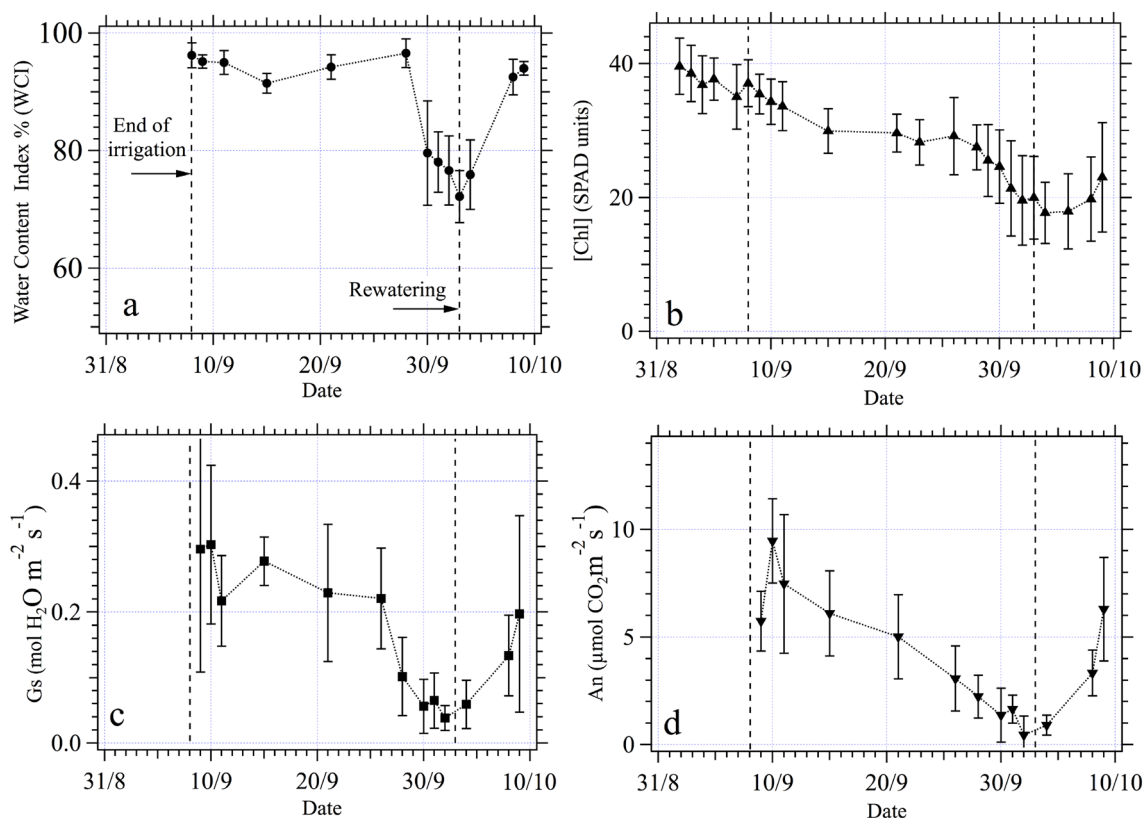 100
80
60
Water Content Index % (WCI)
End of
irrigation
Rewatering
a
31/8 10/9 20/9 30/9 10/10
Date
40
20
0
[Chl] (SPAD units)
b
31/8 10/9 20/9 30/9 10/10
Date
0.4
0.2
0.0
Gs (mol H₂O m⁻² s⁻¹)
c
31/8 10/9 20/9 30/9 10/10
Date
10
5
0
An (µmol CO₂m⁻² s⁻¹)
d
31/8 10/9 20/9 30/9 10/10
Date